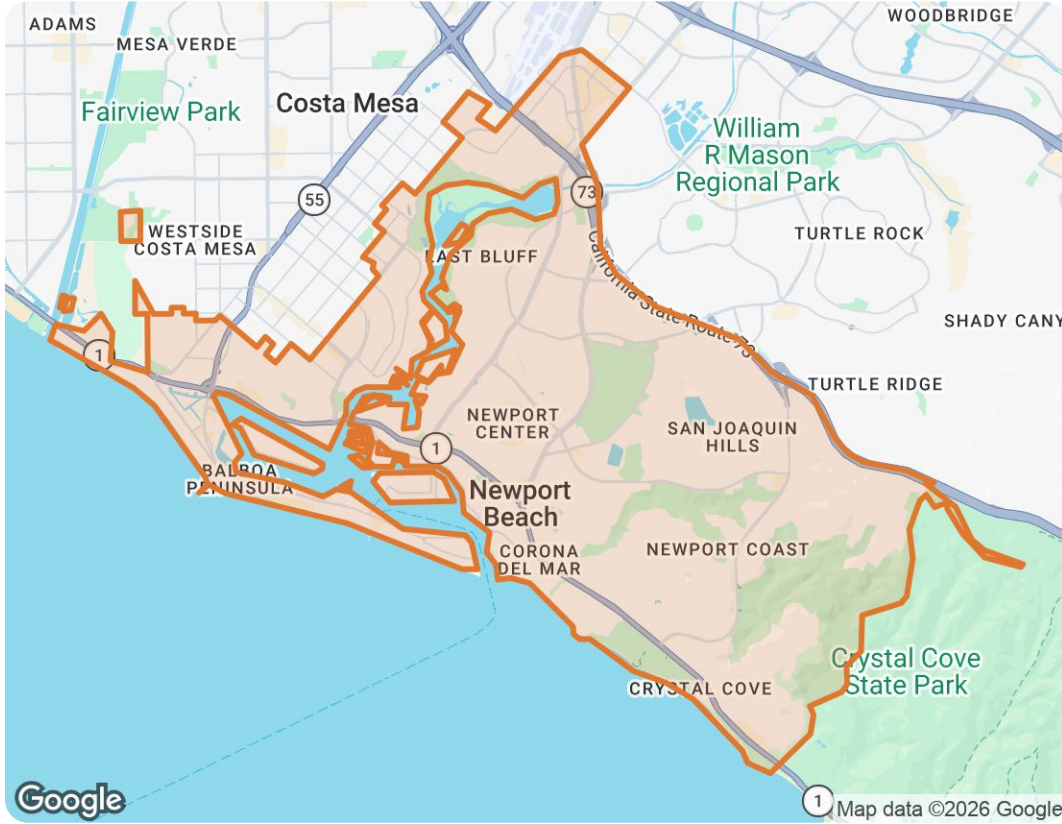 ADAMS
WOODBRIDGE
MESA VERDE
Costa Mesa
Fairview Park
William
R Mason
Regional Park
55
73
WESTSIDE
COSTA MESA
TURTLE ROCK
EAST BLUFF
California State Route 73
SHADY CANY
1
TURTLE RIDGE
NEWPORT
CENTER
SAN JOAQUIN
HILLS
1
BALBOA
PENINSULA
Newport
Beach
CORONA
DEL MAR
NEWPORT COAST
Crystal Cove
State Park
CRYSTAL COVE
Google
1
Map data ©2026 Google